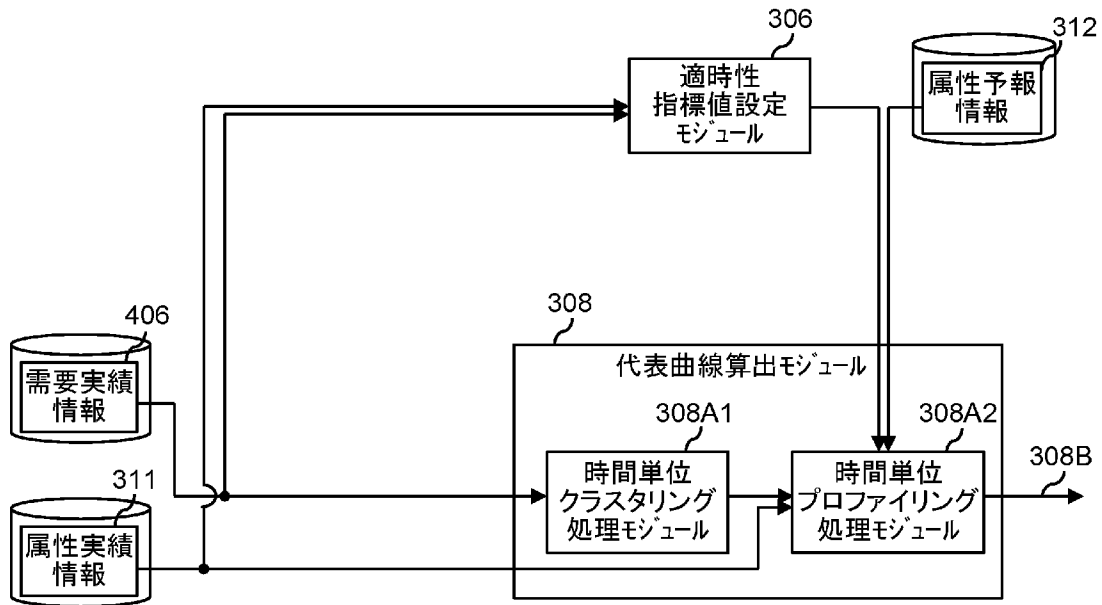 306
適時性
指標値設定
モジュール
312
属性予報
情報
406
需要実績
情報
311
属性実績
情報
308
代表曲線算出モジュール
308A1
時間単位
クラスタリング
処理モジュール
308A2
時間単位
プロファイリング
処理モジュール
308B